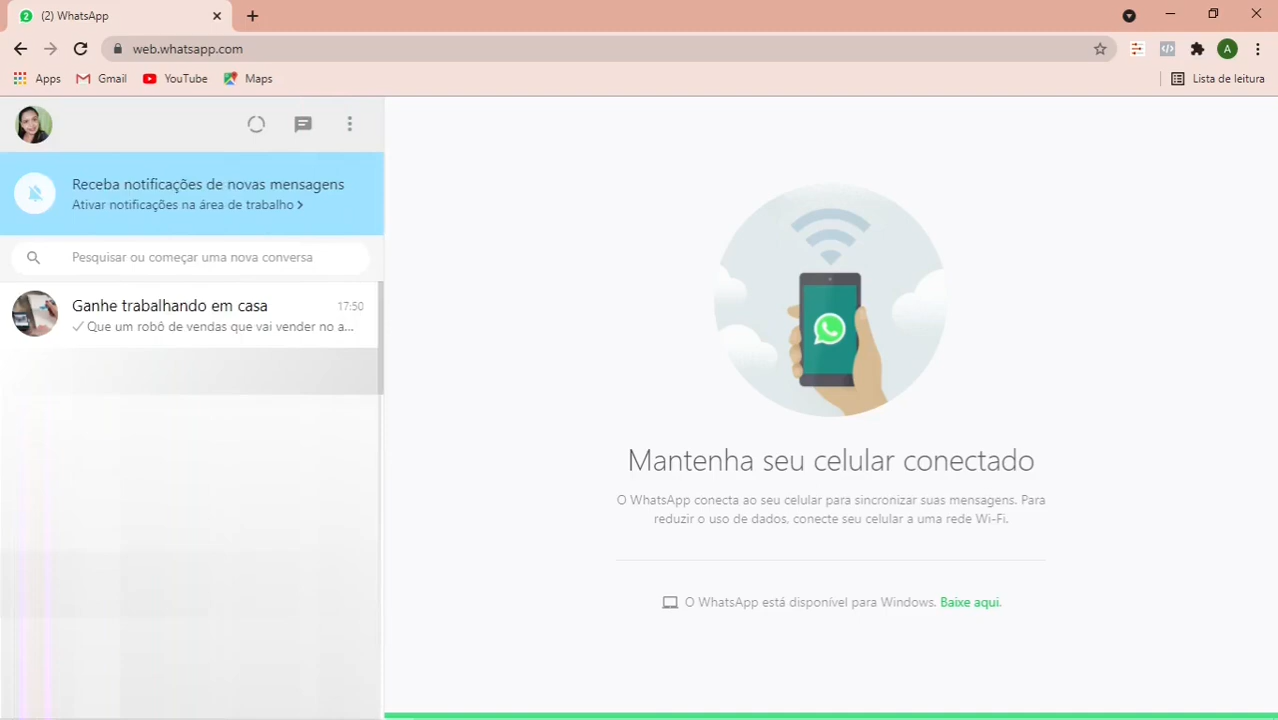 2 (2) WhatsApp
web.whatsapp.com
A
Apps Gmail YouTube Maps Lista de leitura
Receba notificações de novas mensagens
Ativar notificações na área de trabalho >
Pesquisar ou começar uma nova conversa
Ganhe trabalhando em casa 17:50
Que um robô de vendas que vai vender no a...
Mantenha seu celular conectado
O WhatsApp conecta ao seu celular para sincronizar suas mensagens. Para
reduzir o uso de dados, conecte seu celular a uma rede Wi-Fi.
O WhatsApp está disponível para Windows. Baixe aqui.